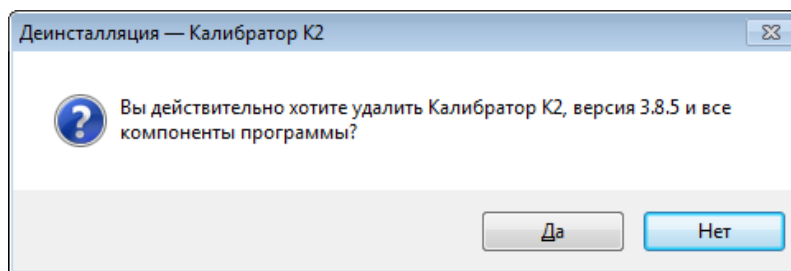 Деинсталляция — Калибратор К2
Вы действительно хотите удалить Калибратор К2, версия 3.8.5 и все
компоненты программы?
Да
Нет